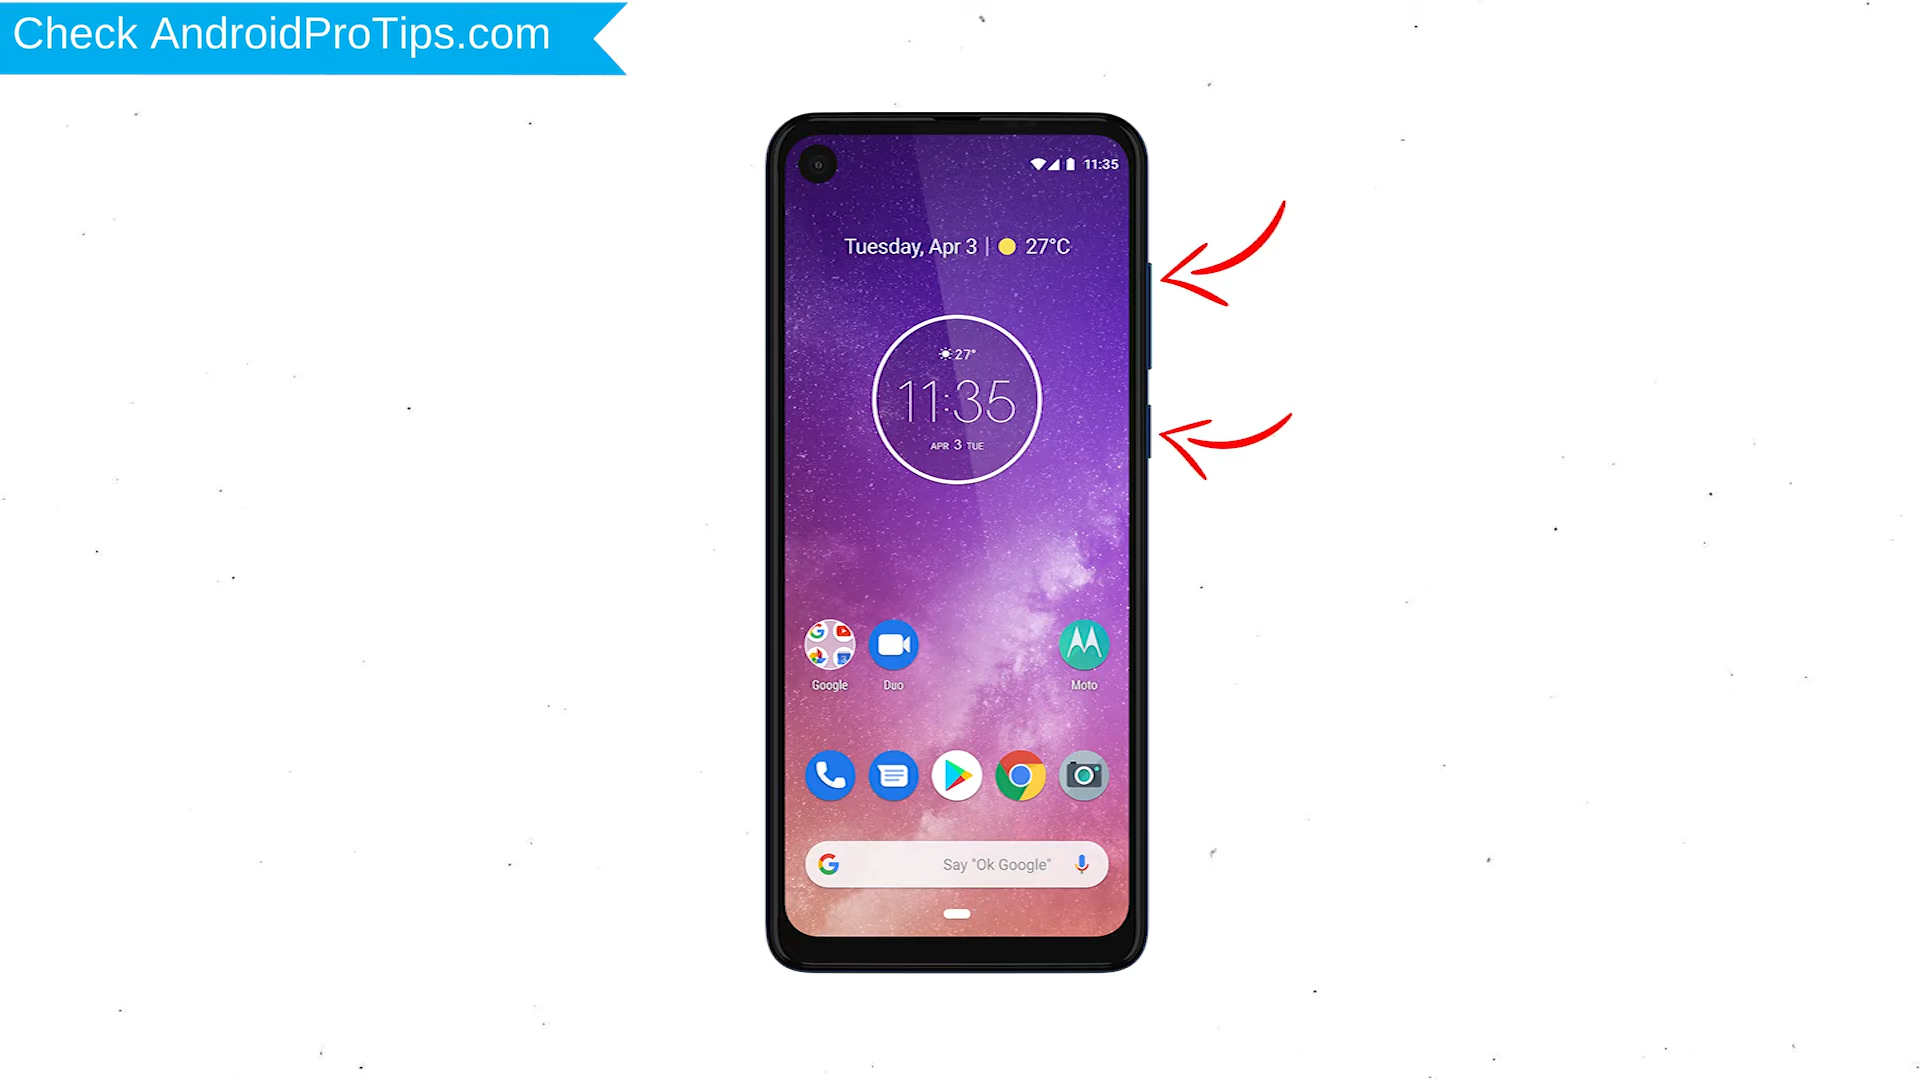 Check AndroidProTips.com
11:35
Tuesday, Apr 3 | 27°C
27°
11:35
APR 3 TUE
Google
Duo
Moto
Say "Ok Google"